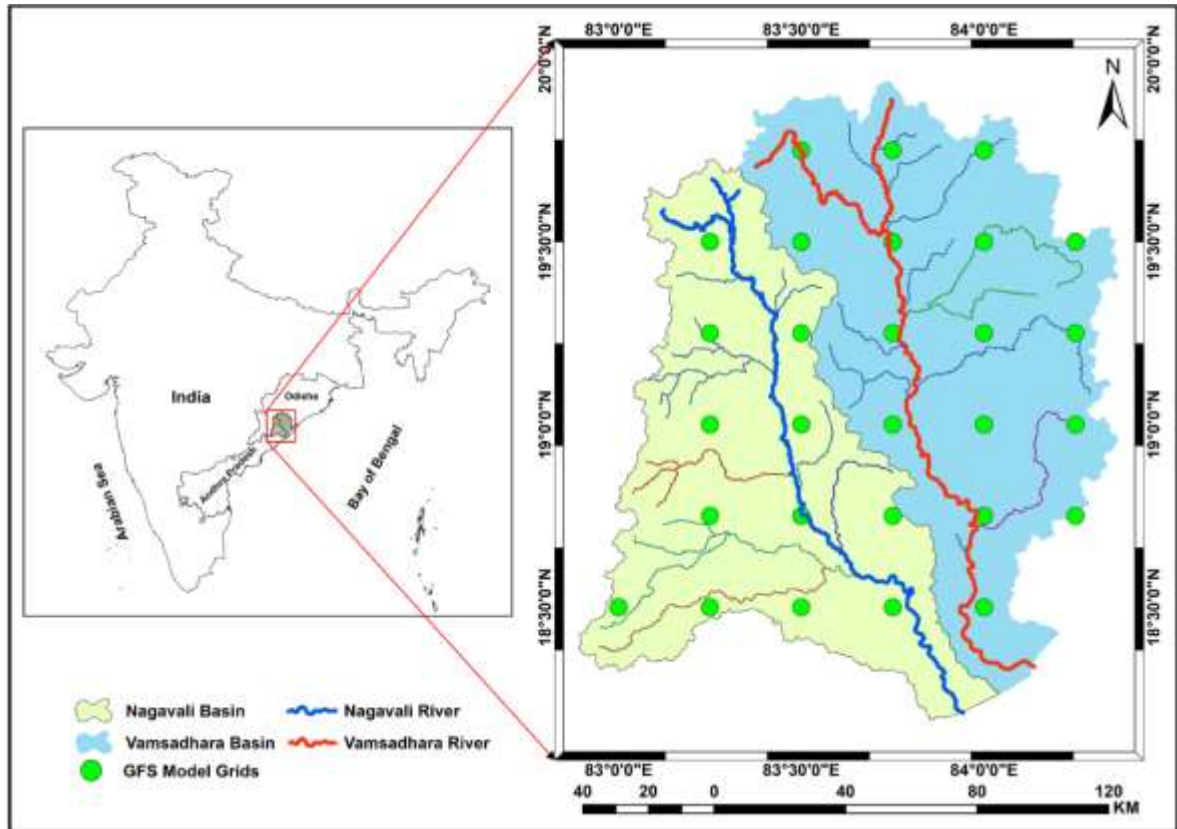 83°0'0"E 83°30'0"E 84°0'0"E
20°0'0"N 20°0'0"N
N
19°30'0"N 19°30'0"N
India
Odisha
Andhra Pradesh
Arabian Sea
Bay of Bengal
19°0'0"N 19°0'0"N
18°30'0"N 18°30'0"N
Nagavali Basin Nagavali River
Vamsadhara Basin Vamsadhara River
GFS Model Grids
83°0'0"E 83°30'0"E 84°0'0"E
40 20 0 40 80 120
KM